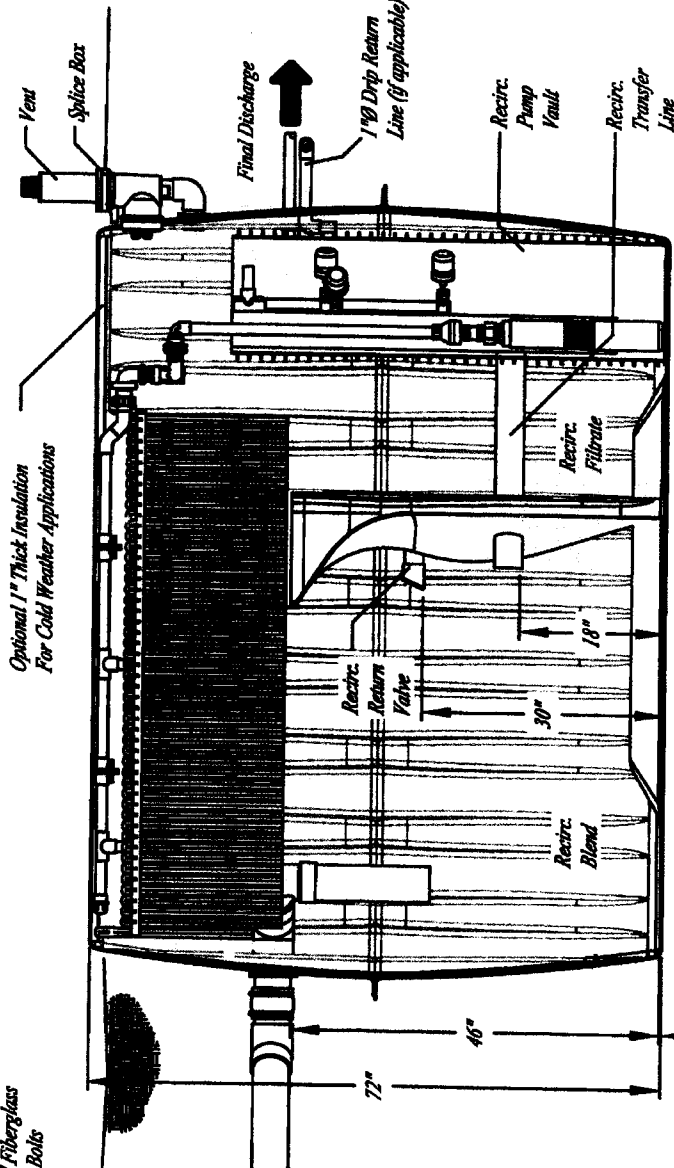 Fiberglass
Bolts
Optional 1" Thick Insulation
For Cold Weather Applications
Vent
Splice Box
Final Discharge
1"Ø Drip Return
Line (if applicable)
Recirc.
Pump
Vault
Recirc.
Transfer
Line
Recirc.
Filtrate
Recirc.
Return
Valve
Recirc.
Blend
18"
30"
46"
72"